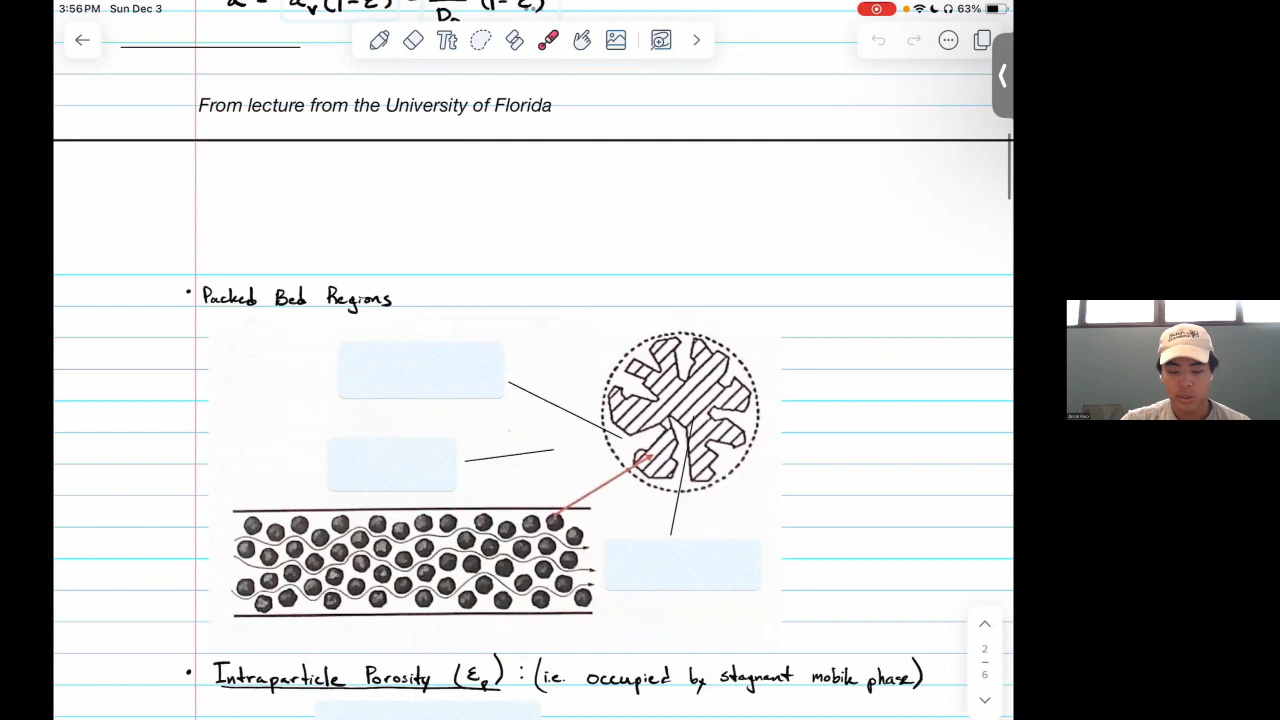 3:56 PM Sun Dec 3
63%
Tt
From lecture from the University of Florida
• Packed Bed Regions
• Intraparticle Porosity (εp) : (i.e. occupied by stagnant mobile phase)
2
–
6